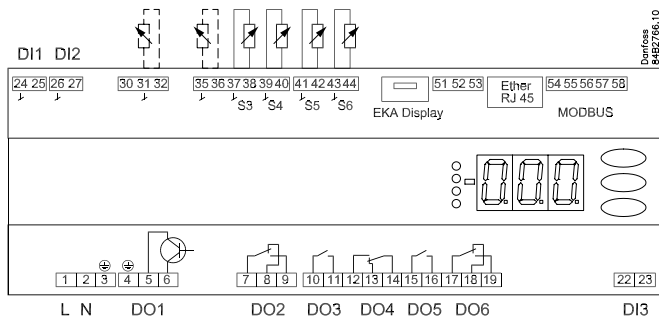 Danfoss
84B2766.10
DI1 DI2
24 25 26 27 30 31 32 35 36 37 38 39 40 41 42 43 44 51 52 53 54 55 56 57 58
S3 S4 S5 S6
EKA Display
Ether
RJ 45
MODBUS
000
1 2 3 4 5 6 7 8 9 10 11 12 13 14 15 16 17 18 19 22 23
L N DO1 DO2 DO3 DO4 DO5 DO6 DI3